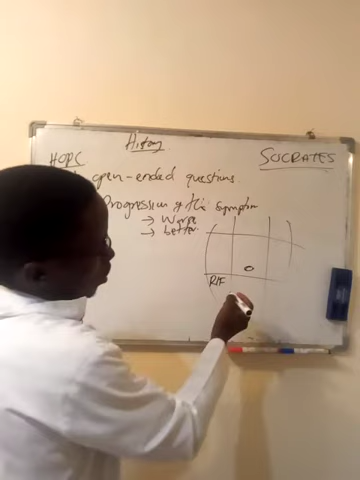 History
HOPC
SOCRATES
open-ended questions
Progression of the symptom
→ Worse
→ better
RIF